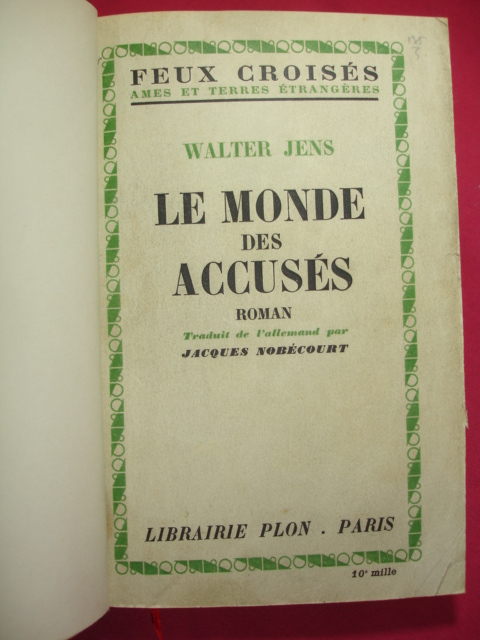 FEUX CROISÉS
AMES ET TERRES ÉTRANGÈRES
WALTER JENS
LE MONDE
DES
ACCUSÉS
ROMAN
Traduit de l'allemand par
JACQUES NOBÉCOURT
LIBRAIRIE PLON . PARIS
10e mille